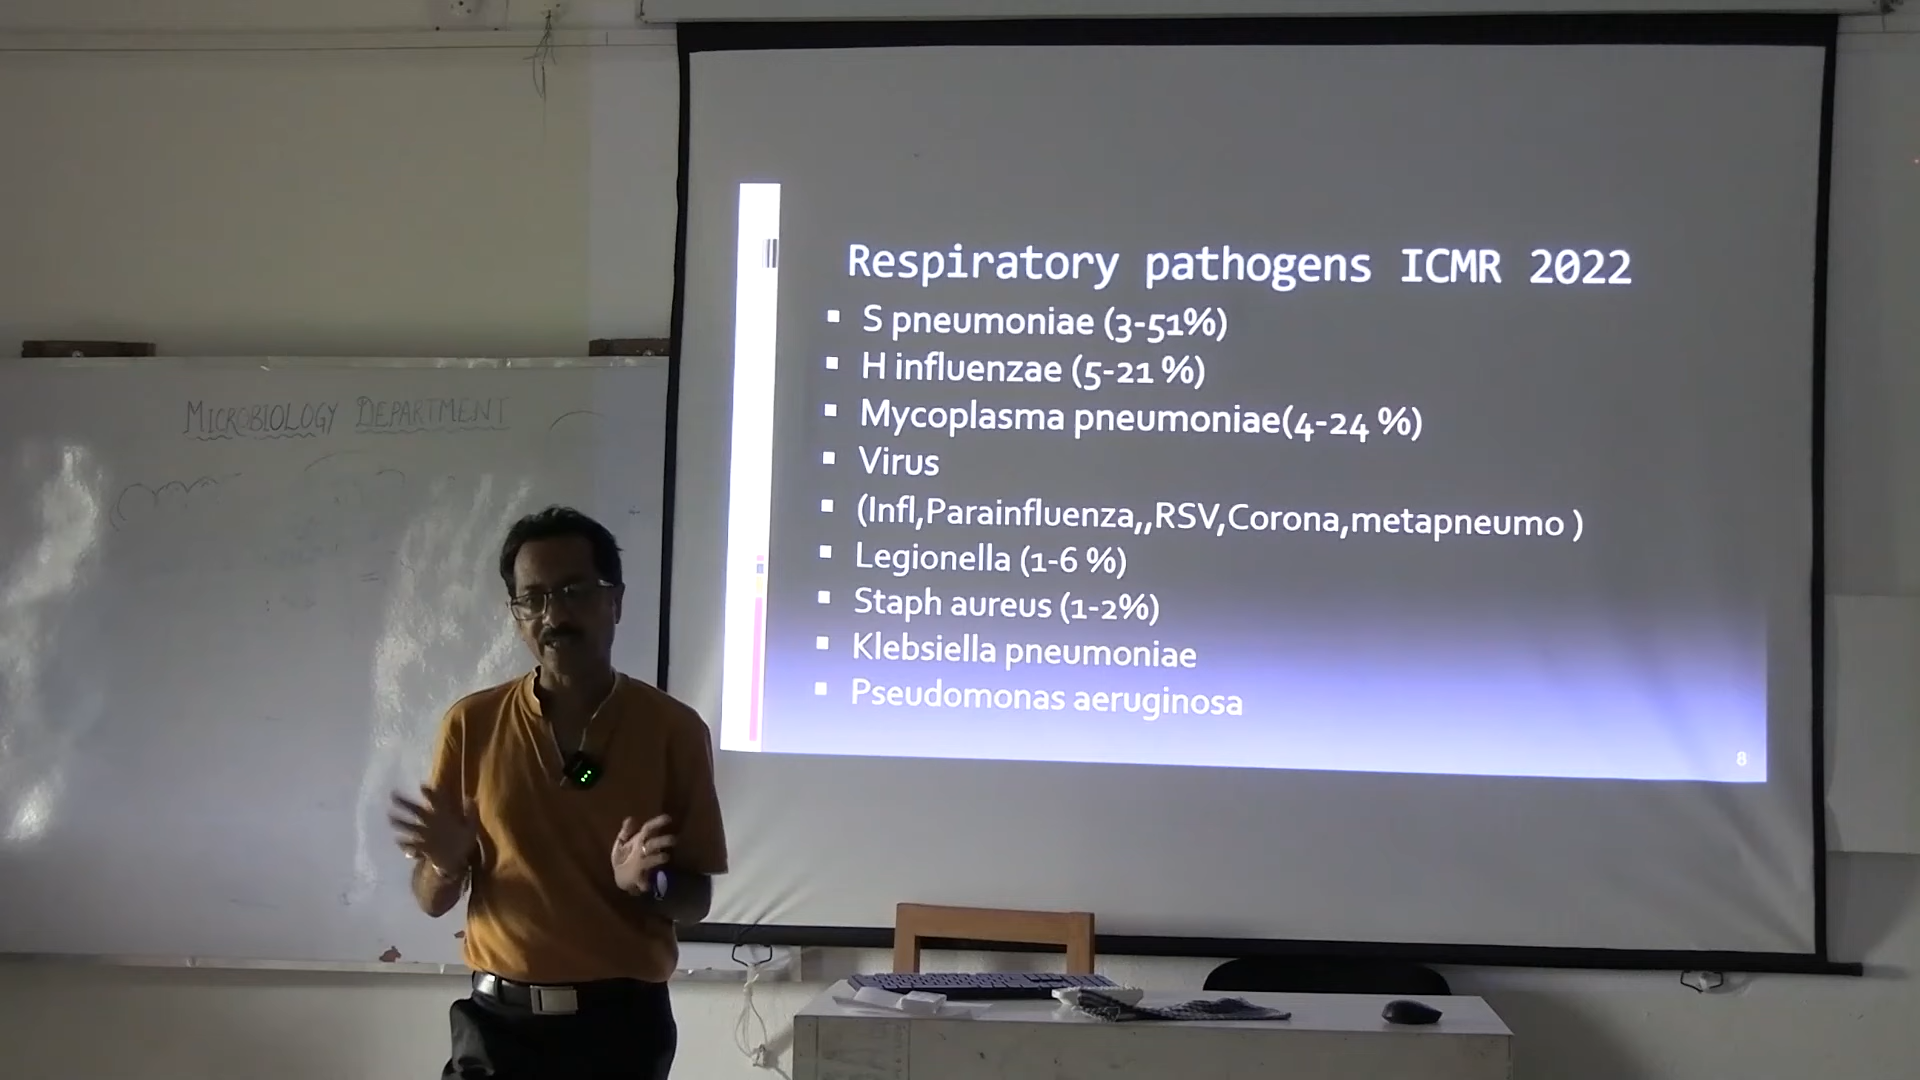 MICROBIOLOGY DEPARTMENT
Respiratory pathogens ICMR 2022
S pneumoniae (3-51%)
H influenzae (5-21 %)
Mycoplasma pneumoniae(4-24 %)
Virus
(Infl,Parainfluenza,,RSV,Corona,metapneumo )
Legionella (1-6 %)
Staph aureus (1-2%)
Klebsiella pneumoniae
Pseudomonas aeruginosa
8